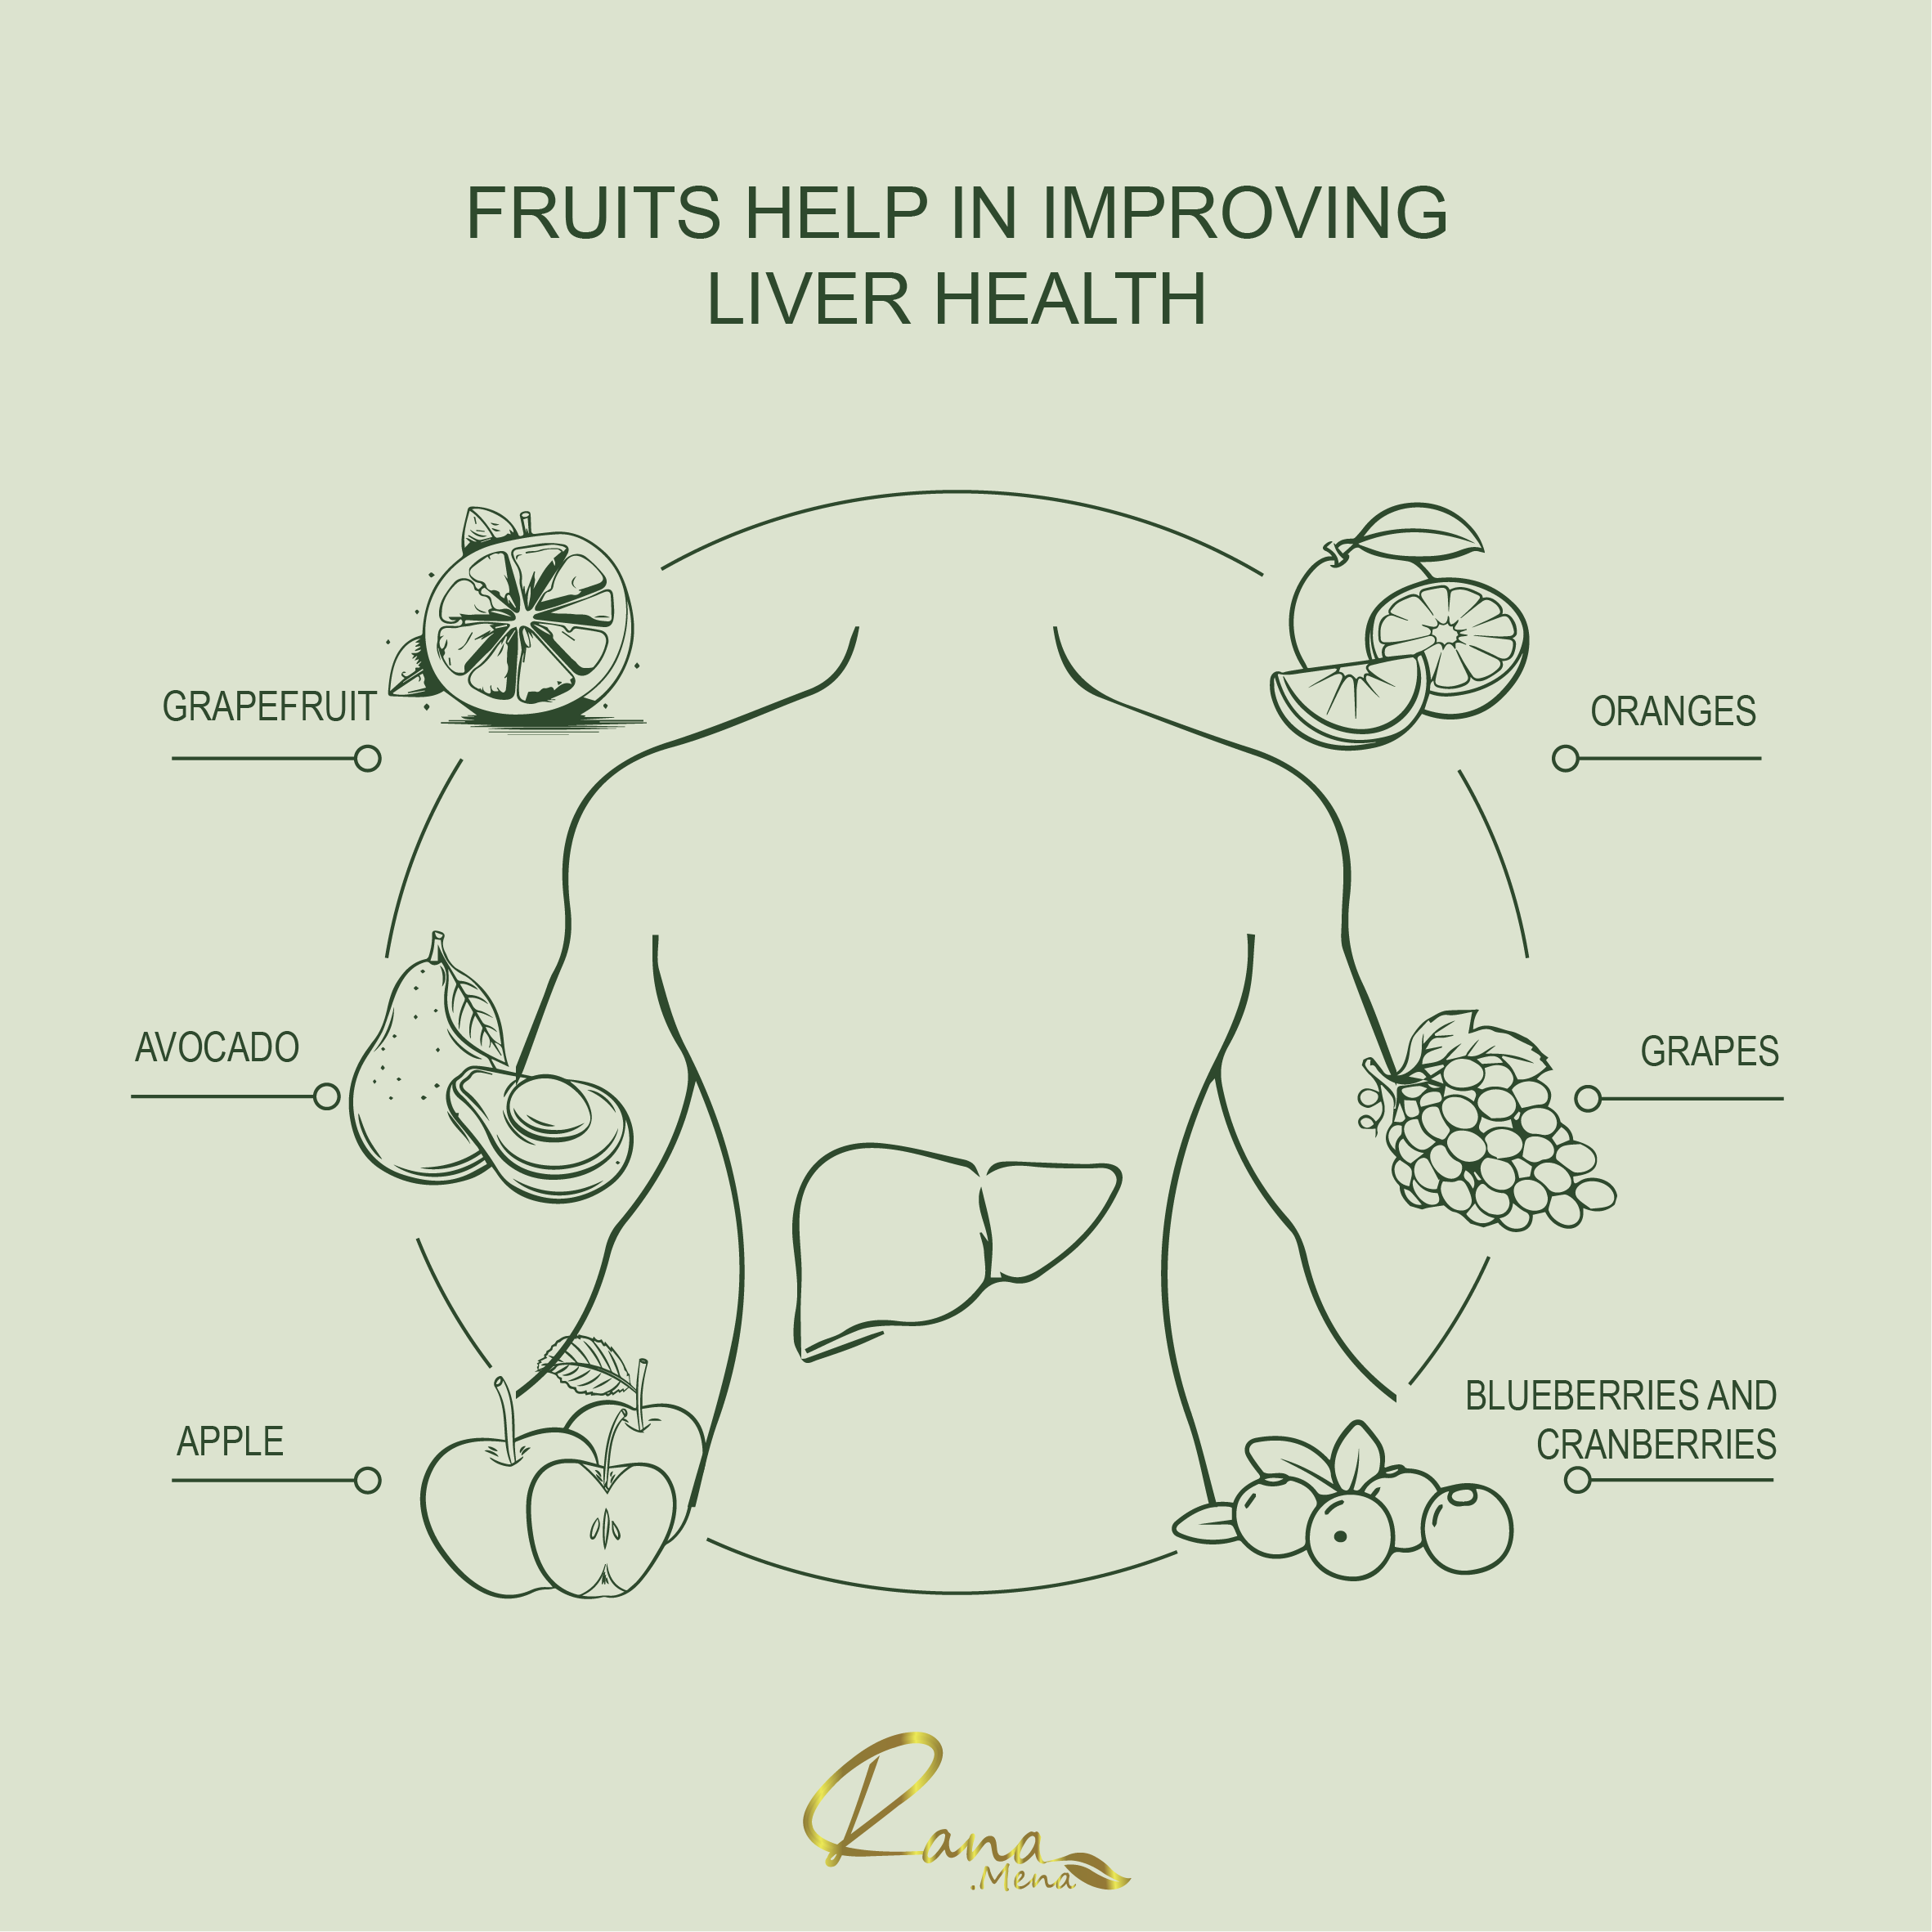 FRUITS HELP IN IMPROVING
LIVER HEALTH
GRAPEFRUIT
ORANGES
AVOCADO
GRAPES
APPLE
BLUEBERRIES AND
CRANBERRIES
Rana
.Mena